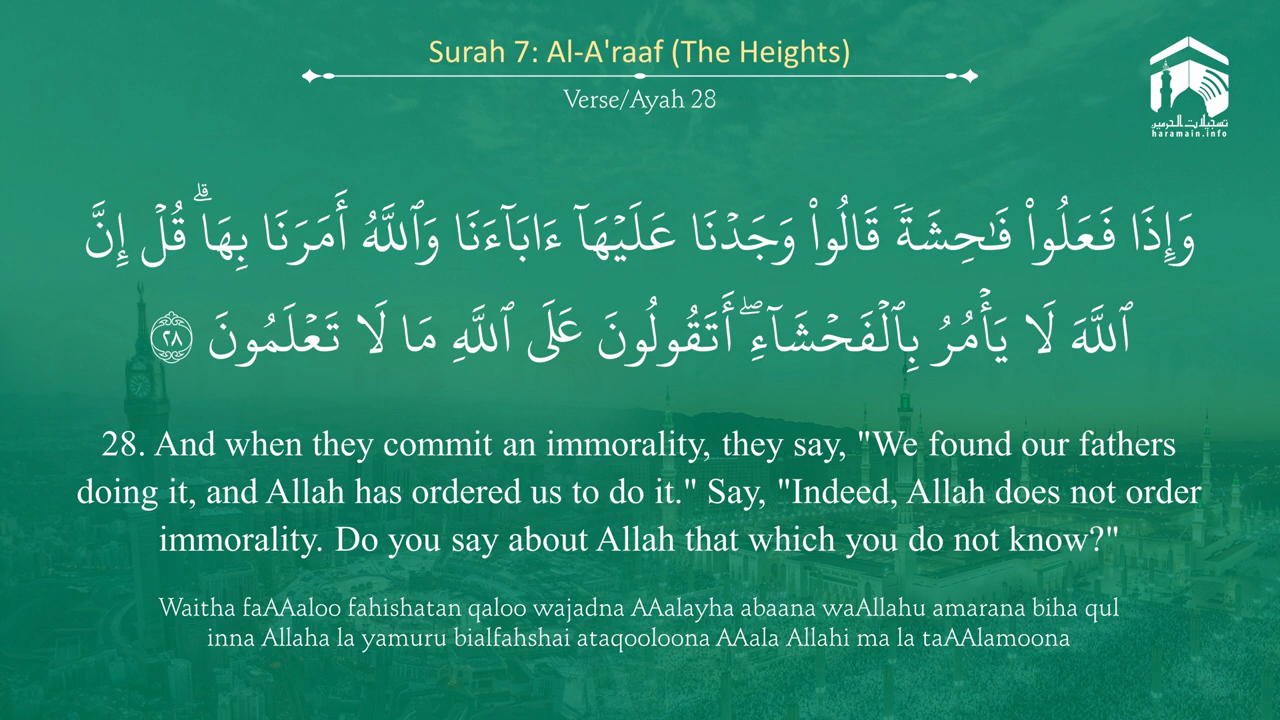 Surah 7: Al-A'raaf (The Heights)
Verse/Ayah 28
تسجيلات الحرمين
haramain.info
وَإِذَا فَعَلُوا۟ فَـٰحِشَةًۭ قَالُوا۟ وَجَدْنَا عَلَيْهَآ ءَابَآءَنَا وَٱللَّهُ أَمَرَنَا بِهَا ۗ قُلْ إِنَّ
ٱللَّهَ لَا يَأْمُرُ بِٱلْفَحْشَآءِ ۖ أَتَقُولُونَ عَلَى ٱللَّهِ مَا لَا تَعْلَمُونَ ٢٨
28. And when they commit an immorality, they say, "We found our fathers
doing it, and Allah has ordered us to do it." Say, "Indeed, Allah does not order
immorality. Do you say about Allah that which you do not know?"
Waitha faAAaloo fahishatan qaloo wajadna AAalayha abaana waAllahu amarana biha qul
inna Allaha la yamuru bialfahshai ataqooloona AAala Allahi ma la taAAlamoona